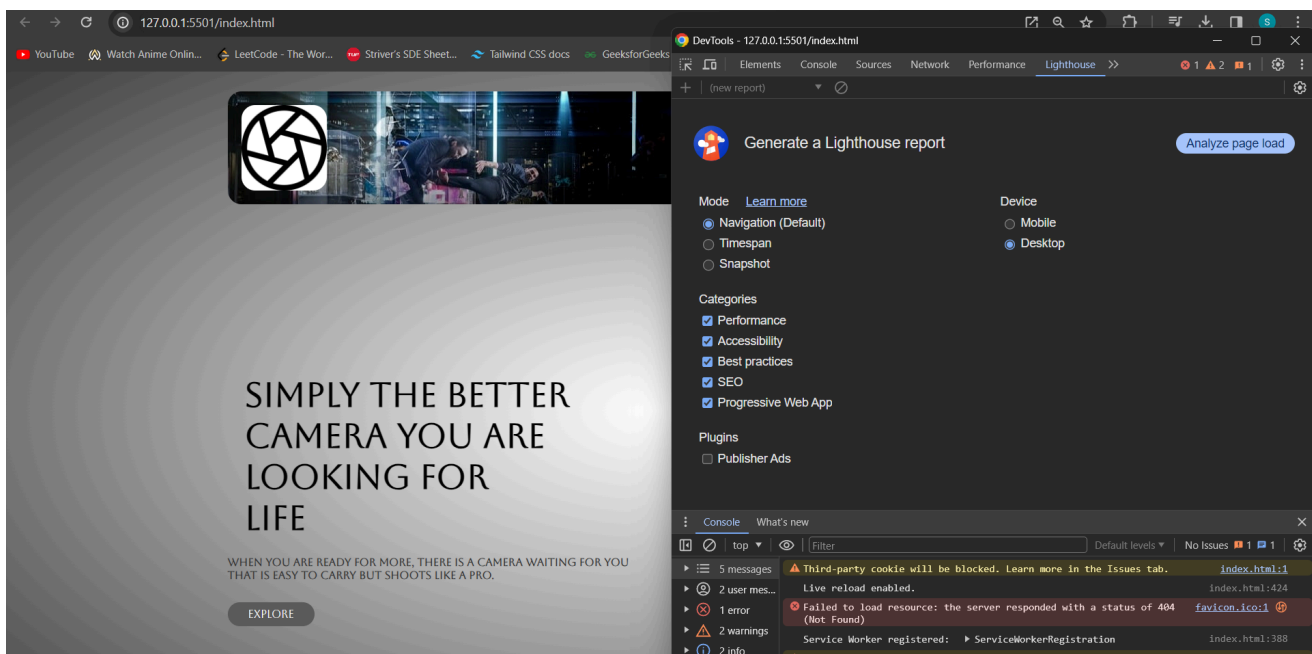 127.0.0.1:5501/index.html
S
YouTube
Watch Anime Onlin...
LeetCode - The Wor...
TUF
Striver's SDE Sheet...
Tailwind CSS docs
GeeksforGeeks
DevTools - 127.0.0.1:5501/index.html
Elements Console Sources Network Performance Lighthouse 1 2 1
(new report)
Generate a Lighthouse report
Analyze page load
Mode Learn more
Navigation (Default)
Timespan
Snapshot
Device
Mobile
Desktop
Categories
Performance
Accessibility
Best practices
SEO
Progressive Web App
Plugins
Publisher Ads
SIMPLY THE BETTER
CAMERA YOU ARE
LOOKING FOR
LIFE
WHEN YOU ARE READY FOR MORE, THERE IS A CAMERA WAITING FOR YOU
THAT IS EASY TO CARRY BUT SHOOTS LIKE A PRO.
EXPLORE
Console What's new
top Filter Default levels No Issues 1 1
5 messages
2 user mes...
1 error
2 warnings
2 info
Third-party cookie will be blocked. Learn more in the Issues tab. index.html:1
Live reload enabled. index.html:424
Failed to load resource: the server responded with a status of 404 favicon.ico:1
(Not Found)
Service Worker registered: ServiceWorkerRegistration index.html:388